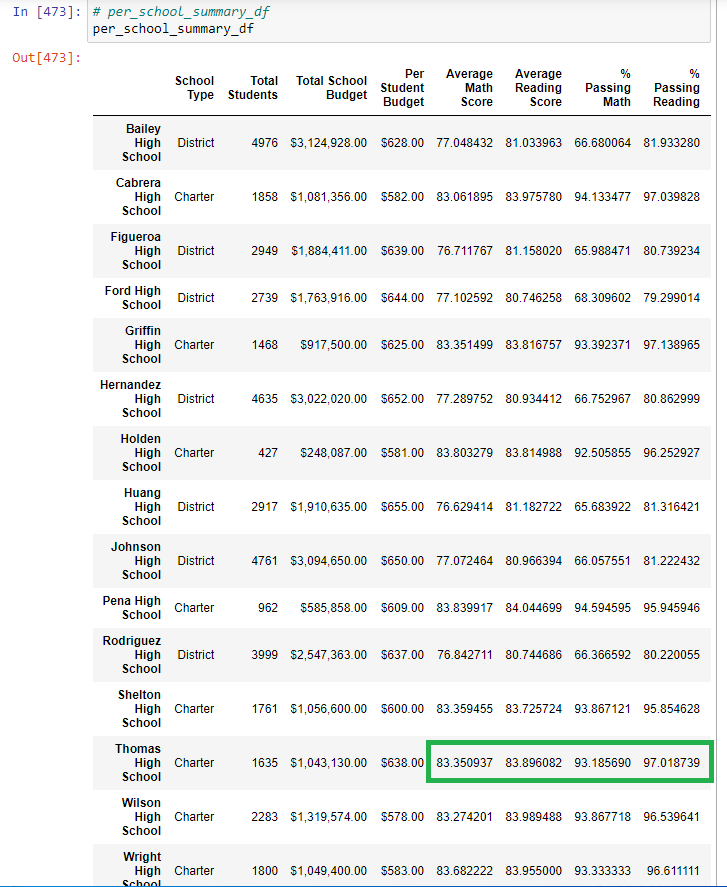 In [473]: # per_school_summary_df
per_school_summary_df
Out[473]:
School Type Total Students Total School Budget Per Student Budget Average Math Score Average Reading Score % Passing Math % Passing Reading
Bailey High School District 4976 $3,124,928.00 $628.00 77.048432 81.033963 66.680064 81.933280
Cabrera High School Charter 1858 $1,081,356.00 $582.00 83.061895 83.975780 94.133477 97.039828
Figueroa High School District 2949 $1,884,411.00 $639.00 76.711767 81.158020 65.988471 80.739234
Ford High School District 2739 $1,763,916.00 $644.00 77.102592 80.746258 68.309602 79.299014
Griffin High School Charter 1468 $917,500.00 $625.00 83.351499 83.816757 93.392371 97.138965
Hernandez High School District 4635 $3,022,020.00 $652.00 77.289752 80.934412 66.752967 80.862999
Holden High School Charter 427 $248,087.00 $581.00 83.803279 83.814988 92.505855 96.252927
Huang High School District 2917 $1,910,635.00 $655.00 76.629414 81.182722 65.683922 81.316421
Johnson High School District 4761 $3,094,650.00 $650.00 77.072464 80.966394 66.057551 81.222432
Pena High School Charter 962 $585,858.00 $609.00 83.839917 84.044699 94.594595 95.945946
Rodriguez High School District 3999 $2,547,363.00 $637.00 76.842711 80.744686 66.366592 80.220055
Shelton High School Charter 1761 $1,056,600.00 $600.00 83.359455 83.725724 93.867121 95.854628
Thomas High School Charter 1635 $1,043,130.00 $638.00 83.350937 83.896082 93.185690 97.018739
Wilson High School Charter 2283 $1,319,574.00 $578.00 83.274201 83.989488 93.867718 96.539641
Wright High School Charter 1800 $1,049,400.00 $583.00 83.682222 83.955000 93.333333 96.611111